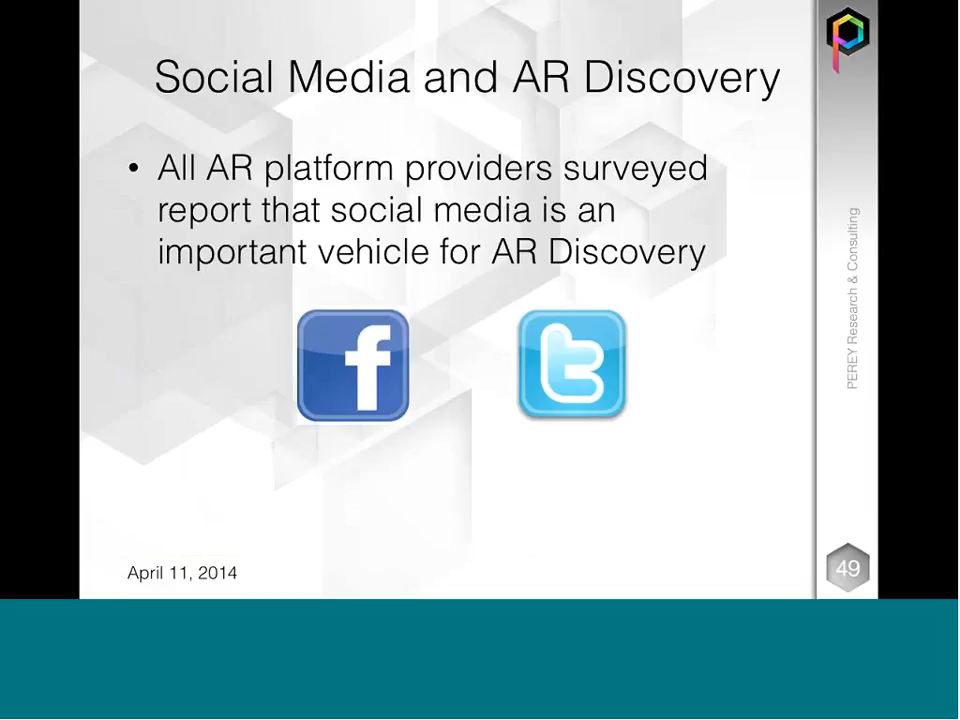 Social Media and AR Discovery
• All AR platform providers surveyed
report that social media is an
important vehicle for AR Discovery
f
t
PEREY Research & Consulting
April 11, 2014
49